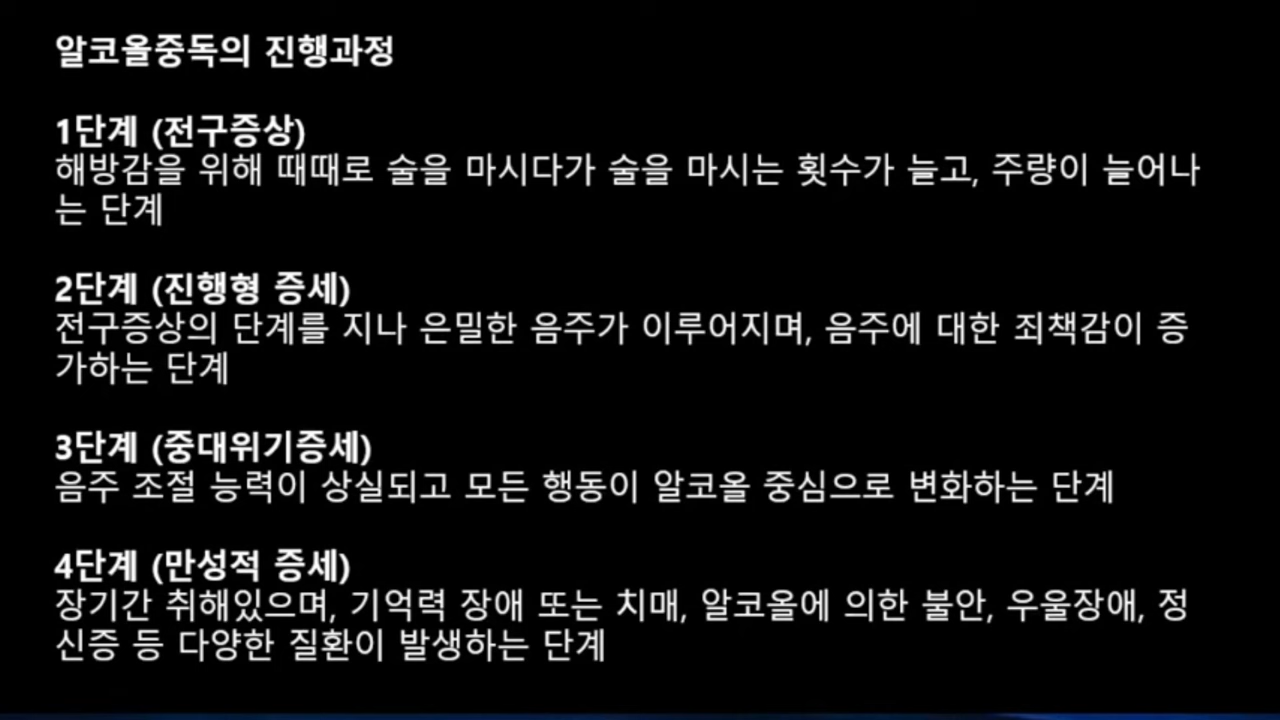 알코올중독의 진행과정
1단계 (전구증상)
해방감을 위해 때때로 술을 마시다가 술을 마시는 횟수가 늘고, 주량이 늘어나
는 단계
2단계 (진행형 증세)
전구증상의 단계를 지나 은밀한 음주가 이루어지며, 음주에 대한 죄책감이 증
가하는 단계
3단계 (중대위기증세)
음주 조절 능력이 상실되고 모든 행동이 알코올 중심으로 변화하는 단계
4단계 (만성적 증세)
장기간 취해있으며, 기억력 장애 또는 치매, 알코올에 의한 불안, 우울장애, 정
신증 등 다양한 질환이 발생하는 단계